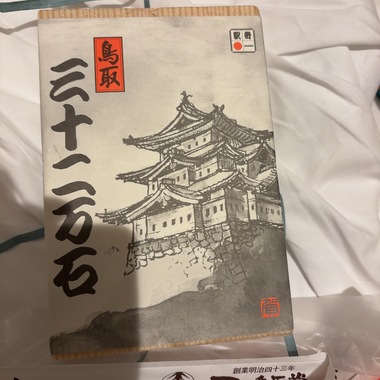 鳥取
三十二万石
創業明治四十三年